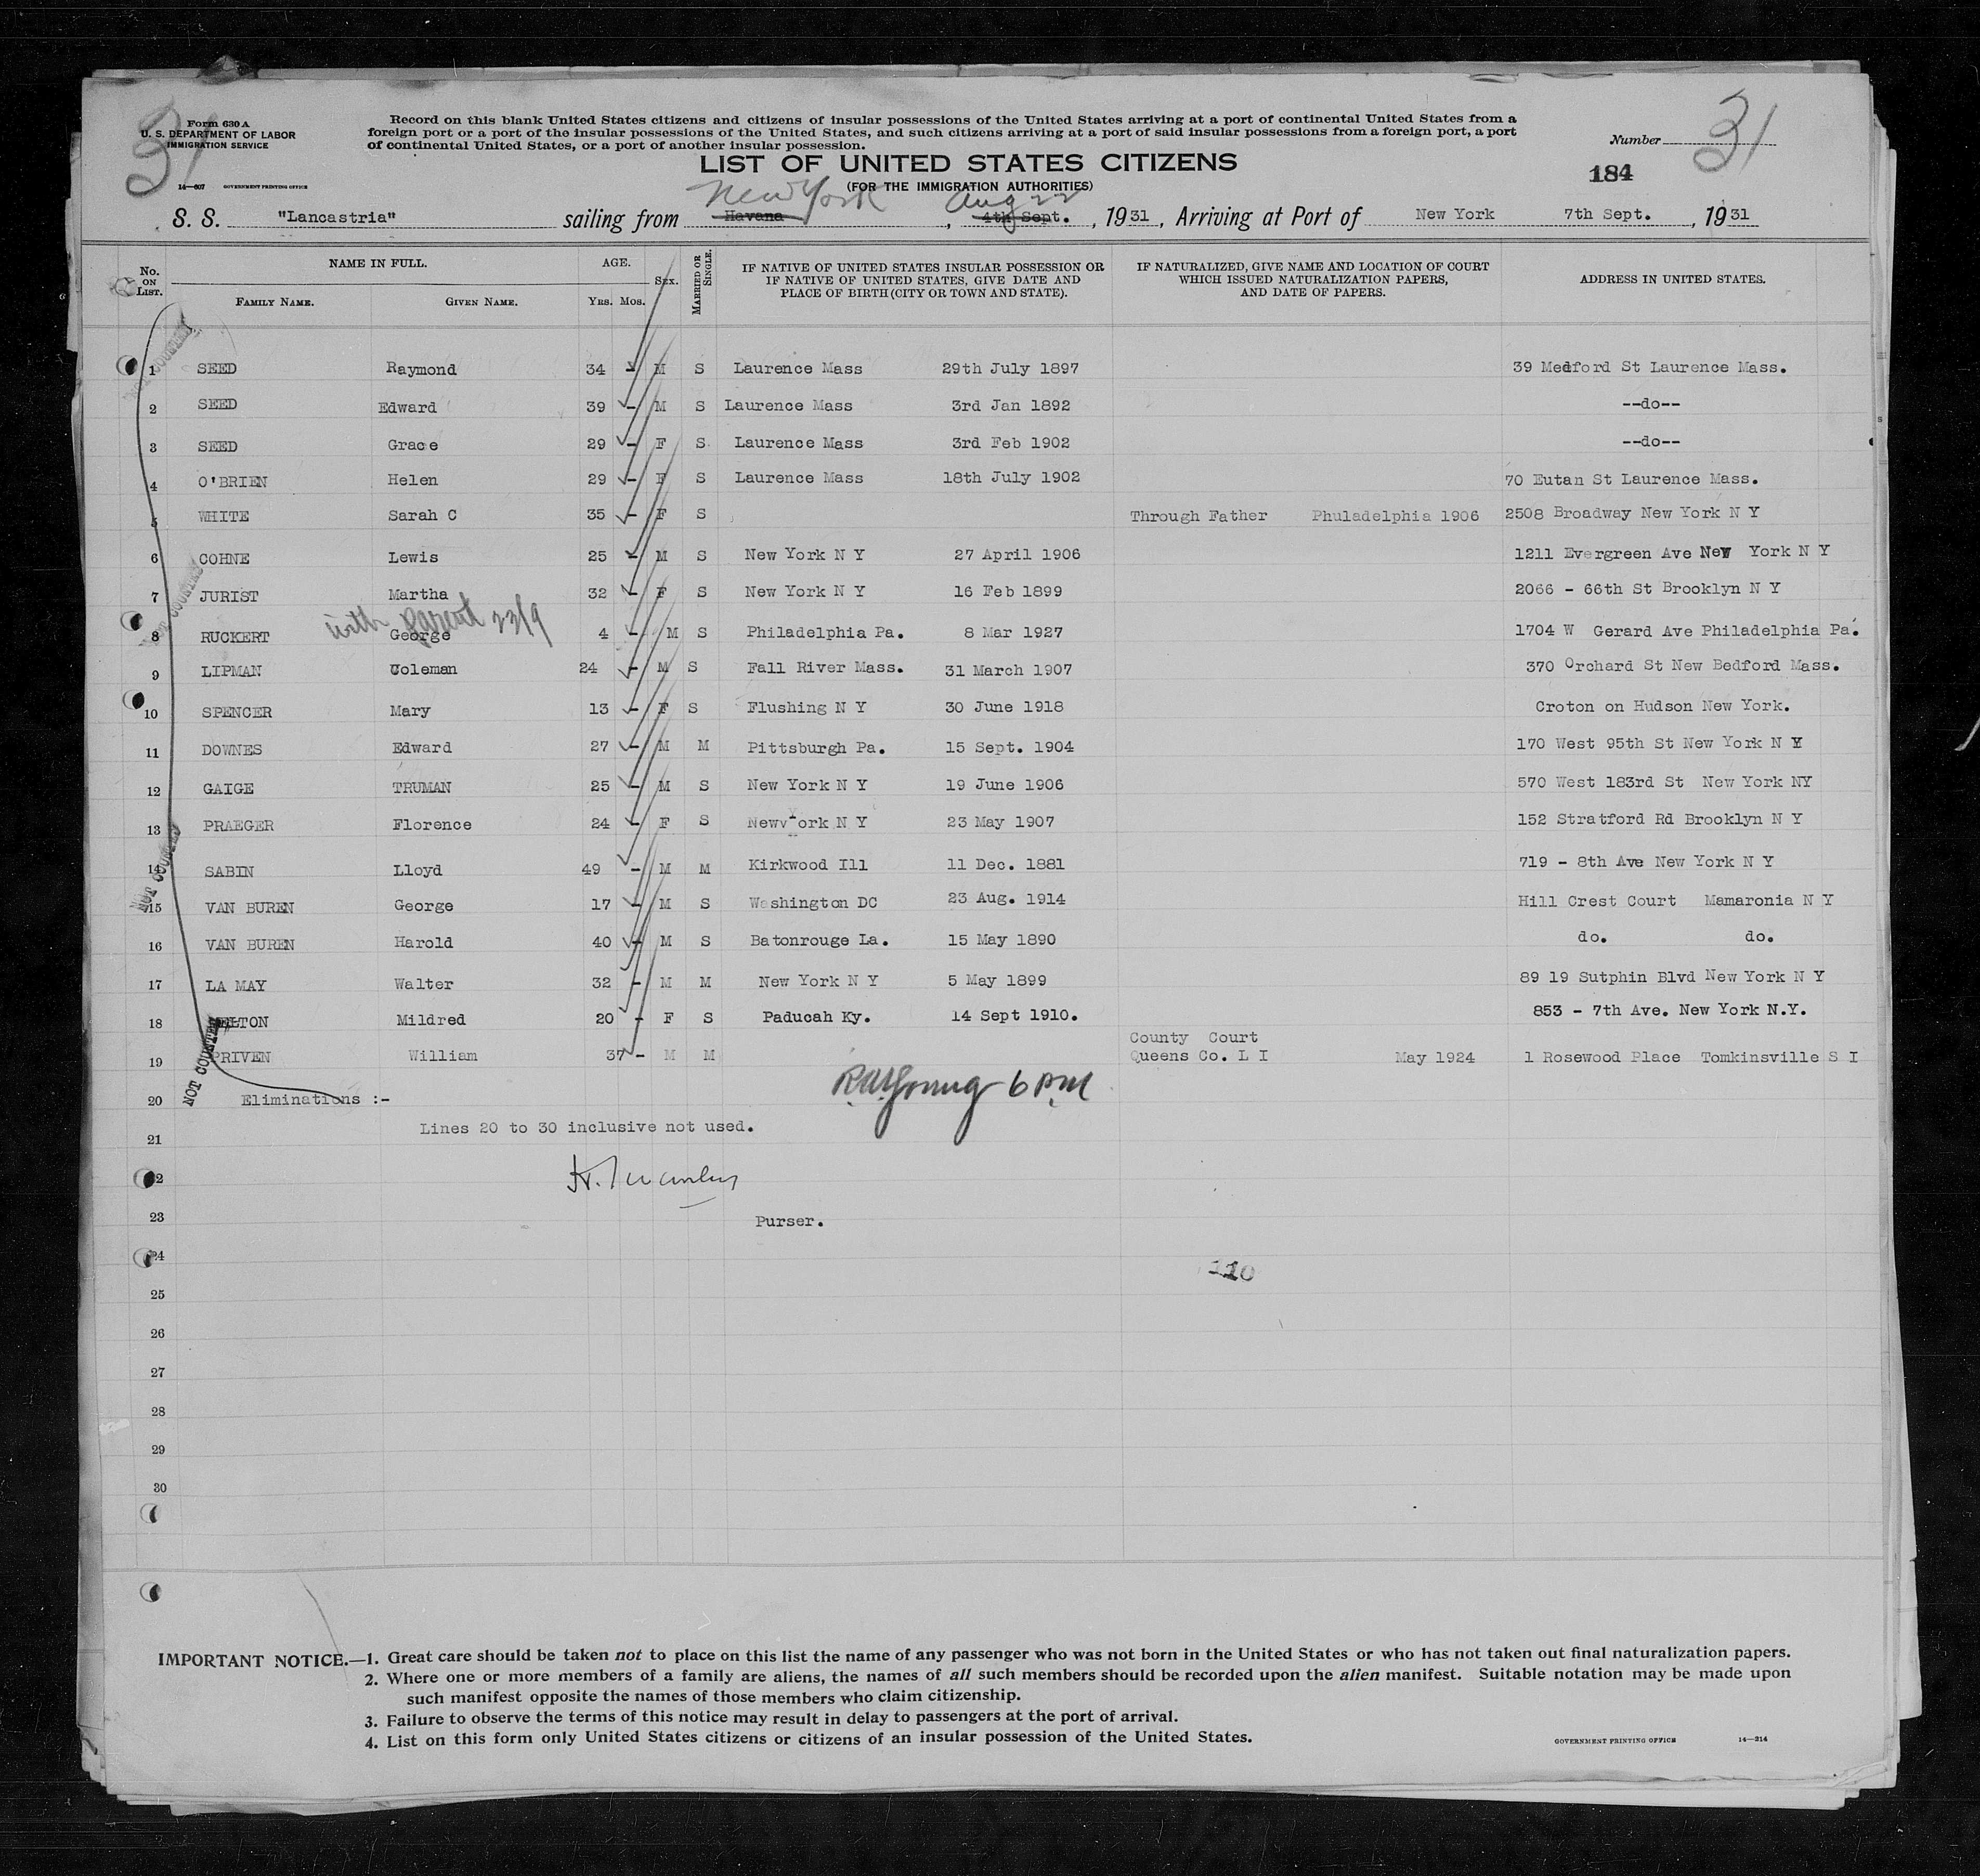 31
Form 630 A
U. S. DEPARTMENT OF LABOR
IMMIGRATION SERVICE
14—607 GOVERNMENT PRINTING OFFICE
Record on this blank United States citizens and citizens of insular possessions of the United States arriving at a port of continental United States from a
foreign port or a port of the insular possessions of the United States, and such citizens arriving at a port of said insular possessions from a foreign port, a port
of continental United States, or a port of another insular possession.
Number 31
LIST OF UNITED STATES CITIZENS
(FOR THE IMMIGRATION AUTHORITIES)
184
New York Aug 22
S. S. "Lancastria" sailing from Havana, 4th Sept., 1931, Arriving at Port of New York 7th Sept., 1931
No. ON LIST. NAME IN FULL. FAMILY NAME. GIVEN NAME. AGE. YRS. MOS. SEX. MARRIED OR SINGLE. IF NATIVE OF UNITED STATES INSULAR POSSESSION OR IF NATIVE OF UNITED STATES, GIVE DATE AND PLACE OF BIRTH (CITY OR TOWN AND STATE). IF NATURALIZED, GIVE NAME AND LOCATION OF COURT WHICH ISSUED NATURALIZATION PAPERS, AND DATE OF PAPERS. ADDRESS IN UNITED STATES.
1 SEED Raymond 34 - M S Laurence Mass 29th July 1897 39 Medford St Laurence Mass.
2 SEED Edward 39 - M S Laurence Mass 3rd Jan 1892 --do--
3 SEED Grace 29 - F S Laurence Mass 3rd Feb 1902 --do--
4 O'BRIEN Helen 29 - F S Laurence Mass 18th July 1902 70 Eutan St Laurence Mass.
5 WHITE Sarah C 35 - F S Through Father Phuladelphia 1906 2508 Broadway New York N Y
6 COHNE Lewis 25 - M S New York N Y 27 April 1906 1211 Evergreen Ave New York N Y
7 JURIST Martha 32 - F S New York N Y 16 Feb 1899 2066 - 66th St Brooklyn N Y
with parent 23/9
8 RUCKERT George 4 - M S Philadelphia Pa. 8 Mar 1927 1704 W Gerard Ave Philadelphia Pa.
9 LIPMAN Coleman 24 - M S Fall River Mass. 31 March 1907 370 Orchard St New Bedford Mass.
10 SPENCER Mary 13 - F S Flushing N Y 30 June 1918 Croton on Hudson New York.
11 DOWNES Edward 27 - M M Pittsburgh Pa. 15 Sept. 1904 170 West 95th St New York N Y
12 GAIGE TRUMAN 25 - M S New York N Y 19 June 1906 570 West 183rd St New York NY
13 PRAEGER Florence 24 - F S New York N Y 23 May 1907 152 Stratford Rd Brooklyn N Y
14 SABIN Lloyd 49 - M M Kirkwood Ill 11 Dec. 1881 719 - 8th Ave New York N Y
15 VAN BUREN George 17 - M S Washington DC 23 Aug. 1914 Hill Crest Court Mamaronia N Y
16 VAN BUREN Harold 40 - M S Batonrouge La. 15 May 1890 do. do.
17 LA MAY Walter 32 - M M New York N Y 5 May 1899 89 19 Sutphin Blvd New York N Y
18 Mildred 20 - F S Paducah Ky. 14 Sept 1910. 853 - 7th Ave. New York N.Y.
County Court
19 PRIVEN William 37 - M M Queens Co. L I May 1924 1 Rosewood Place Tomkinsville S I
NOT COUNTED
20 Eliminations :-
6 PM
21 Lines 20 to 30 inclusive not used.
22
23 Purser.
24
110
25
26
27
28
29
30
IMPORTANT NOTICE.—1. Great care should be taken not to place on this list the name of any passenger who was not born in the United States or who has not taken out final naturalization papers.
2. Where one or more members of a family are aliens, the names of all such members should be recorded upon the alien manifest. Suitable notation may be made upon
such manifest opposite the names of those members who claim citizenship.
3. Failure to observe the terms of this notice may result in delay to passengers at the port of arrival.
4. List on this form only United States citizens or citizens of an insular possession of the United States.
GOVERNMENT PRINTING OFFICE 14—314